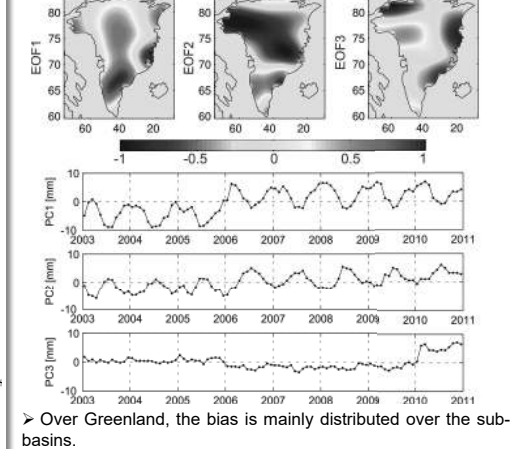 80 80 80
75 75 75
70 70 70
65 65 65
60 60 60
EOF1 EOF2 EOF3
60 40 20 60 40 20 60 40 20
-1 -0.5 0 0.5 1
10
0
-10
PC1 [mm]
2003 2004 2005 2006 2007 2008 2009 2010 2011
10
0
-10
PC2 [mm]
2003 2004 2005 2006 2007 2008 2009 2010 2011
10
0
-10
PC3 [mm]
2003 2004 2005 2006 2007 2008 2009 2010 2011
➢ Over Greenland, the bias is mainly distributed over the sub-
basins.